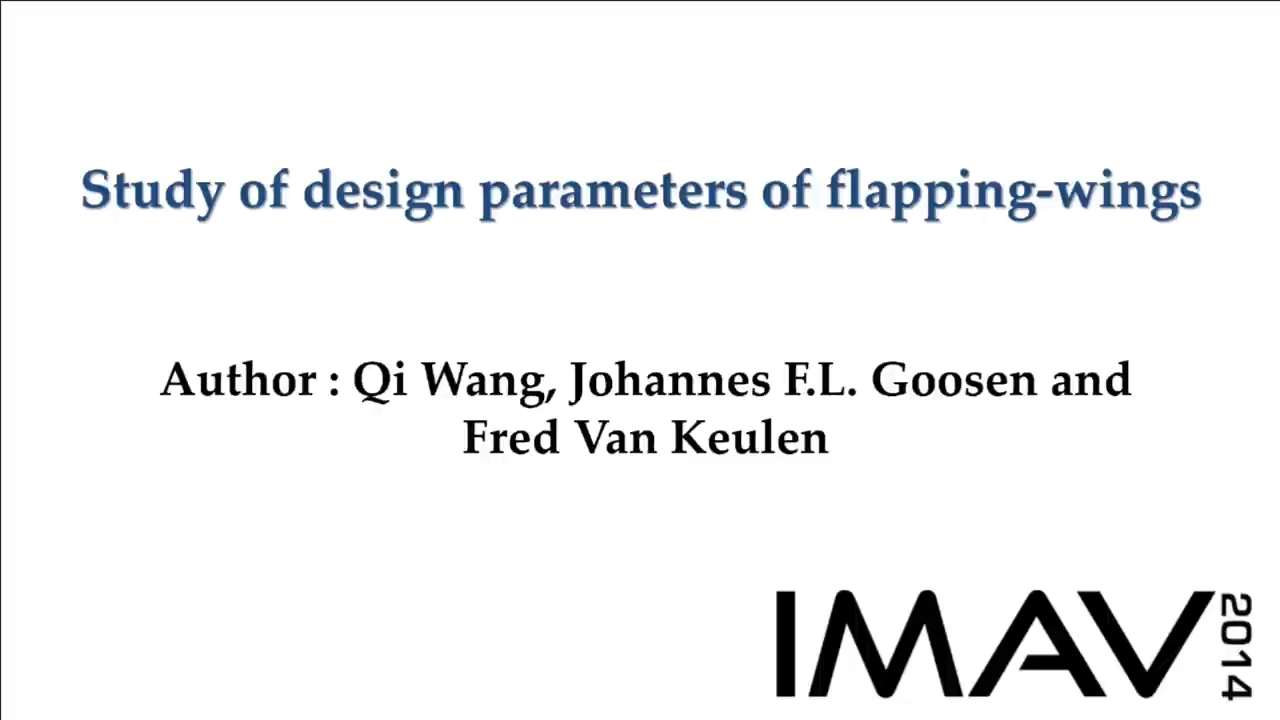 Study of design parameters of flapping-wings
Author : Qi Wang, Johannes F.L. Goosen and
Fred Van Keulen
IMAV 2014